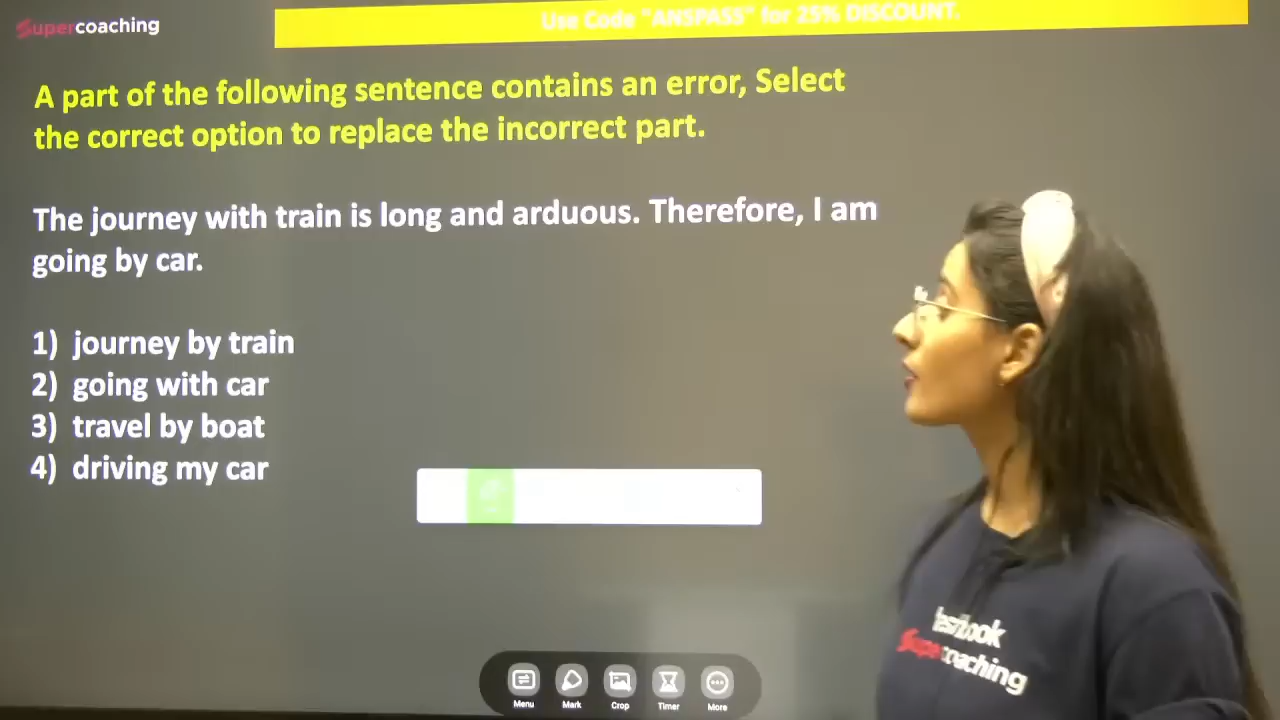 Supercoaching
Use Code "ANSPASS" for 25% DISCOUNT.
A part of the following sentence contains an error, Select
the correct option to replace the incorrect part.
The journey with train is long and arduous. Therefore, I am
going by car.
1) journey by train
2) going with car
3) travel by boat
4) driving my car
testbook
Supercoaching
Menu
Mark
Crop
Timer
More